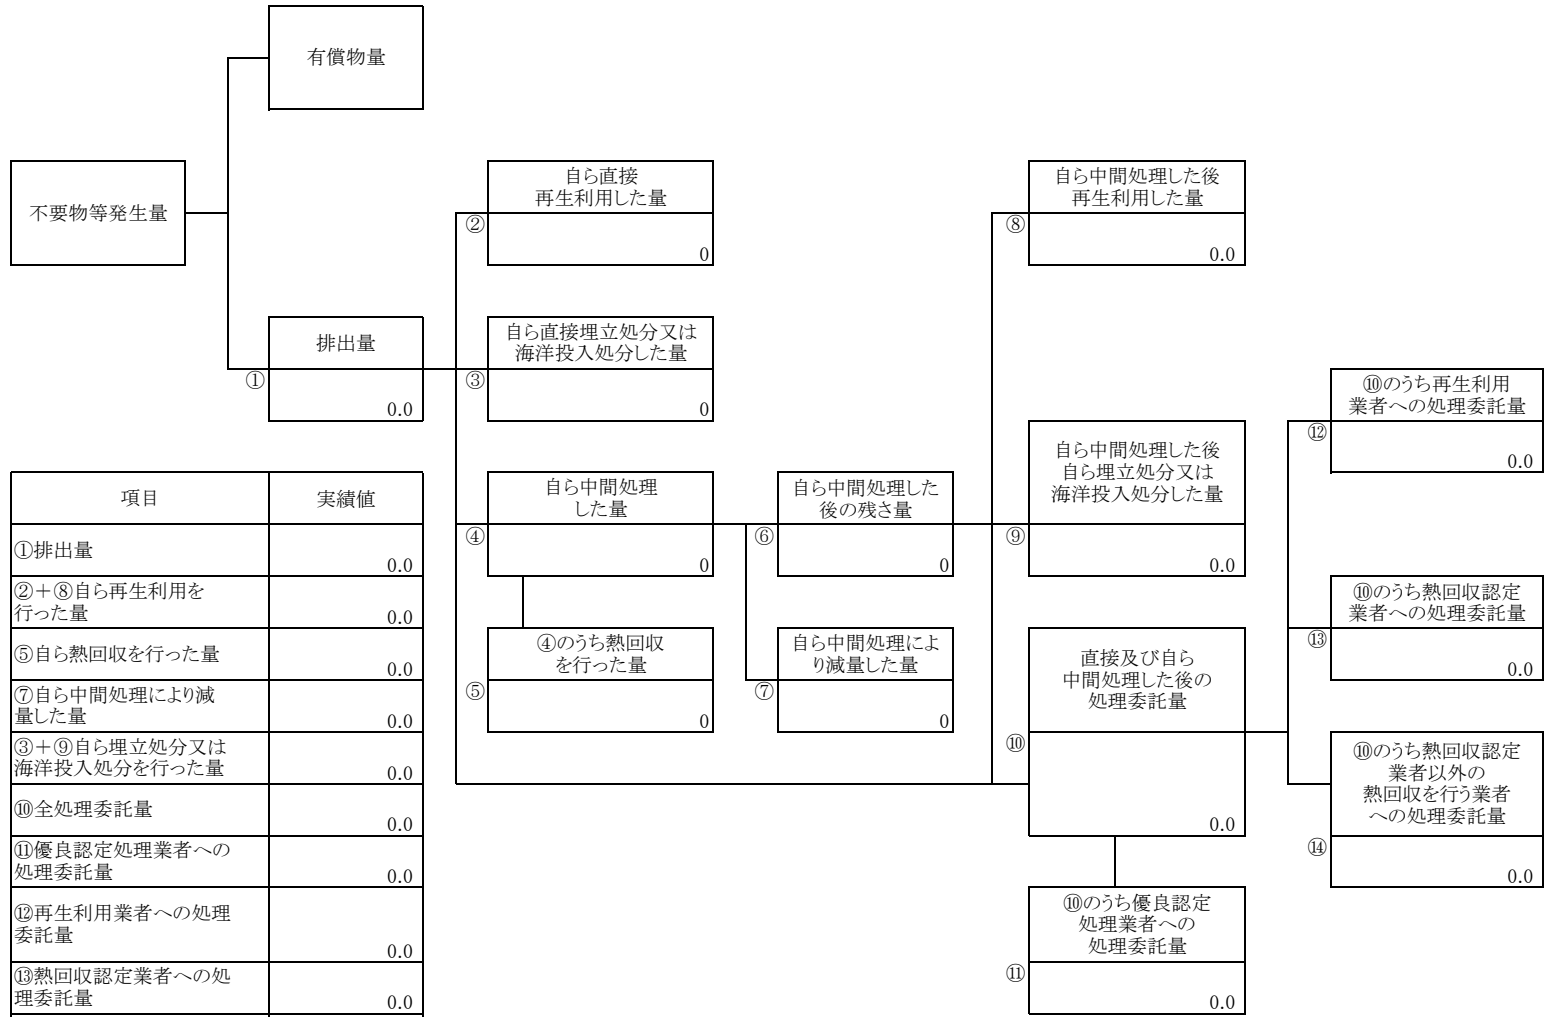 有償物量
不要物等発生量
自ら直接
再生利用した量
②
0
自ら中間処理した後
再生利用した量
⑧
0.0
排出量
①
0.0
自ら直接埋立処分又は
海洋投入処分した量
③
0
⑩のうち再生利用
業者への処理委託量
⑫
0.0
自ら中間処理
した量
④
0
自ら中間処理した
後の残さ量
⑥
0
自ら中間処理した後
自ら埋立処分又は
海洋投入処分した量
⑨
0.0
④のうち熱回収
を行った量
⑤
0
自ら中間処理によ
り減量した量
⑦
0
直接及び自ら
中間処理した後の
処理委託量
⑩
0.0
⑩のうち熱回収認定
業者への処理委託量
⑬
0.0
⑩のうち熱回収認定
業者以外の
熱回収を行う業者
への処理委託量
⑭
0.0
⑩のうち優良認定
処理業者への
処理委託量
⑪
0.0
項目 実績値
①排出量
0.0
②＋⑧自ら再生利用を
行った量
0.0
⑤自ら熱回収を行った量
0.0
⑦自ら中間処理により減
量した量
0.0
③＋⑨自ら埋立処分又は
海洋投入処分を行った量
0.0
⑩全処理委託量
0.0
⑪優良認定処理業者への
処理委託量
0.0
⑫再生利用業者への処理
委託量
0.0
⑬熱回収認定業者への処
理委託量
0.0